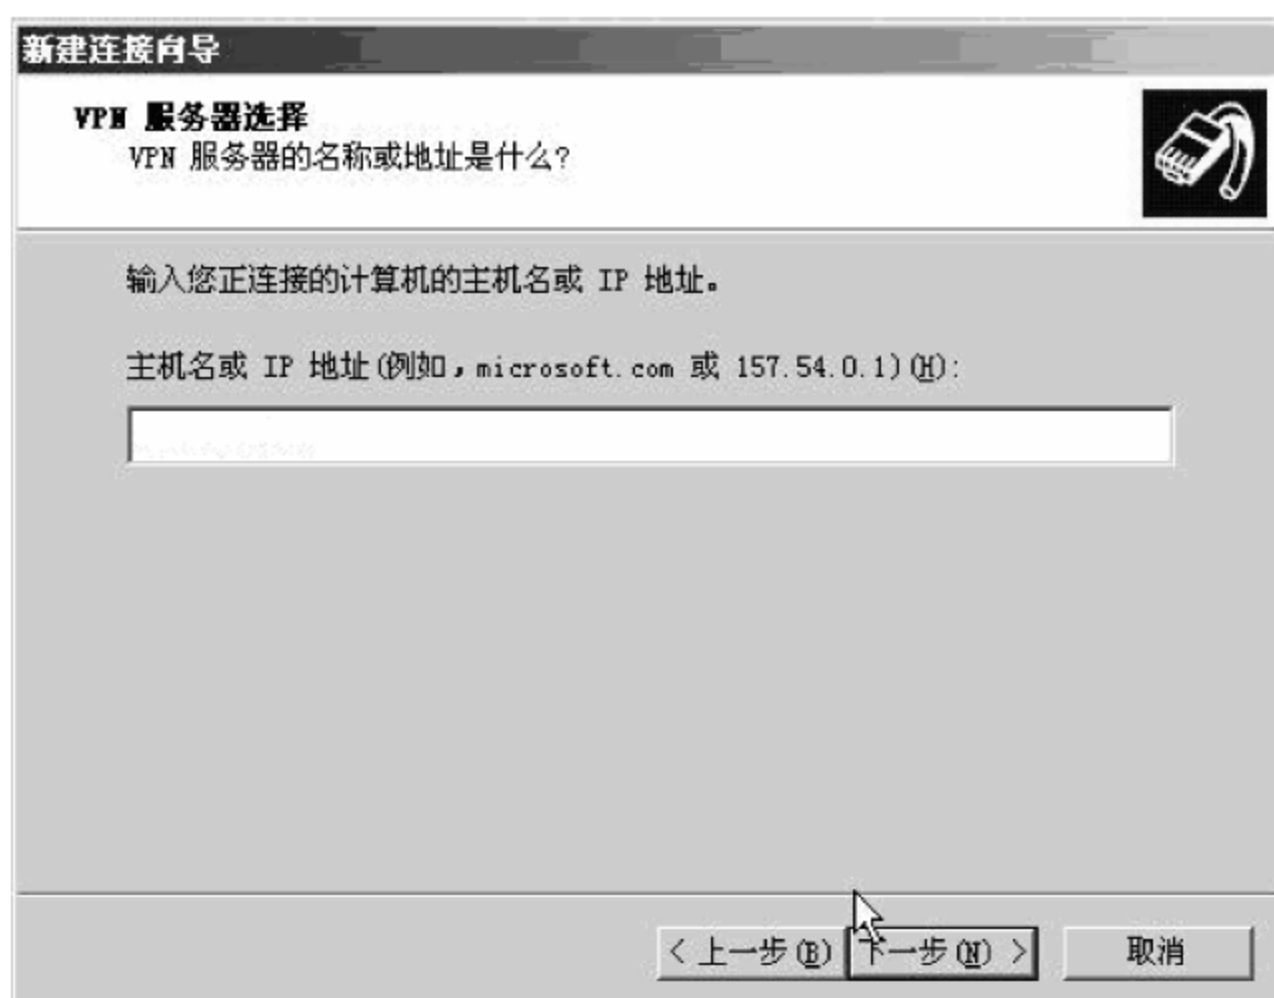 新建连接向导
VPN 服务器选择
VPN 服务器的名称或地址是什么?
输入您正连接的计算机的主机名或 IP 地址。
主机名或 IP 地址(例如，microsoft.com 或 157.54.0.1)(H):
< 上一步(B) 下一步(N) > 取消